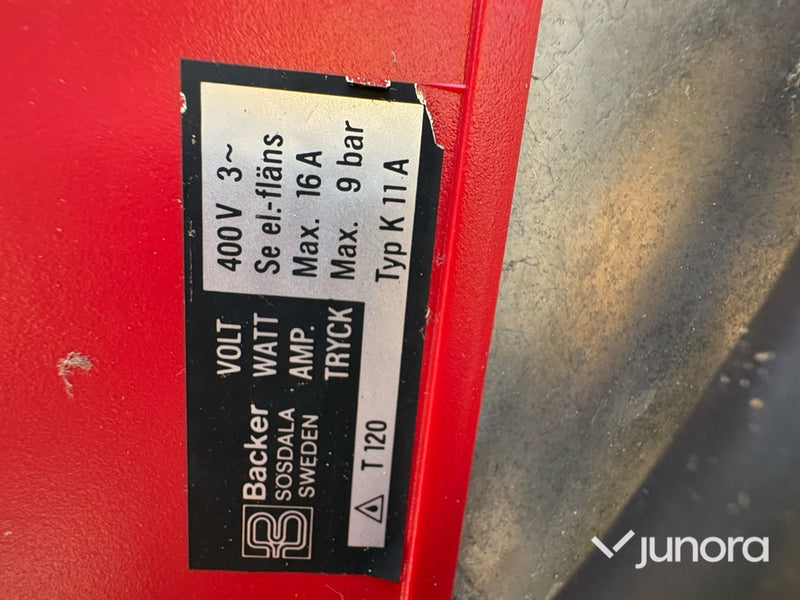 Backer
SOSDALA
SWEDEN
VOLT 400 V 3~
WATT Se el.-fläns
AMP. Max. 16 A
TRYCK Max. 9 bar
T 120 Typ K 11 A
junora